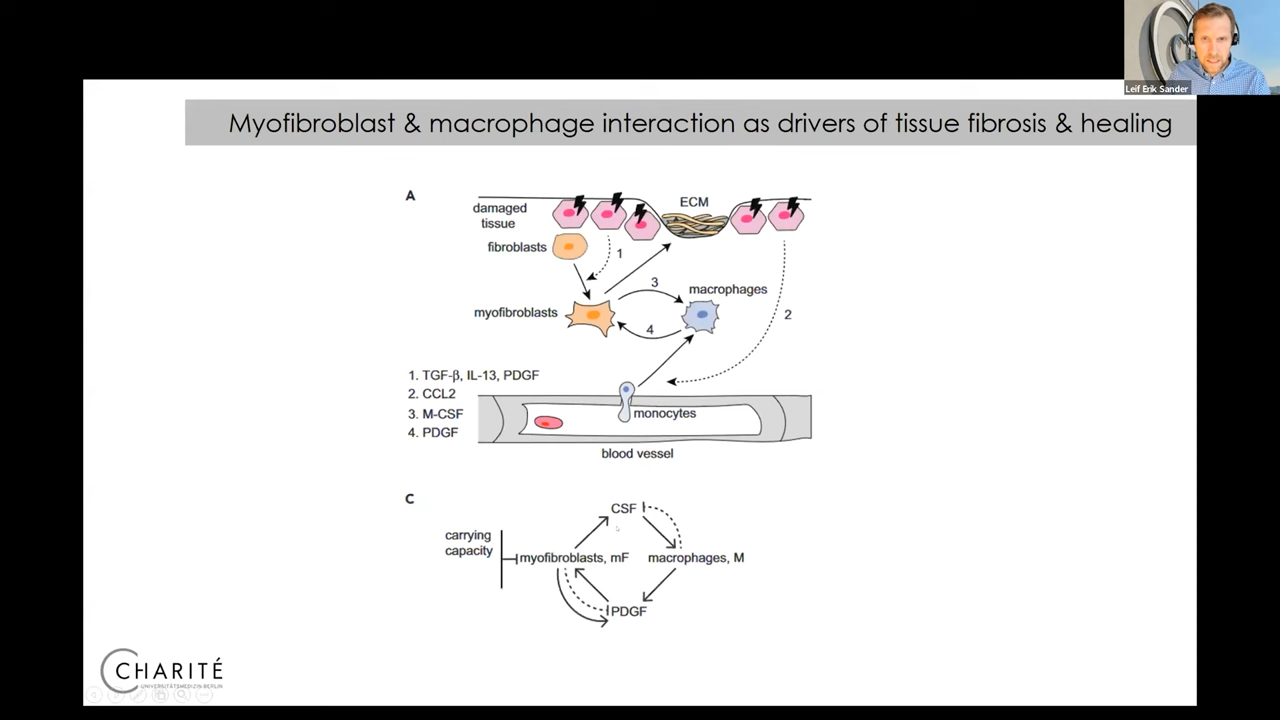 Leif Erik Sander
Myofibroblast & macrophage interaction as drivers of tissue fibrosis & healing
A
damaged
tissue
ECM
fibroblasts
1
3
macrophages
myofibroblasts
4
2
1. TGF-β, IL-13, PDGF
2. CCL2
3. M-CSF
4. PDGF
monocytes
blood vessel
C
CSF
carrying
capacity
myofibroblasts, mF
macrophages, M
PDGF
CHARITÉ
UNIVERSITÄTSMEDIZIN BERLIN